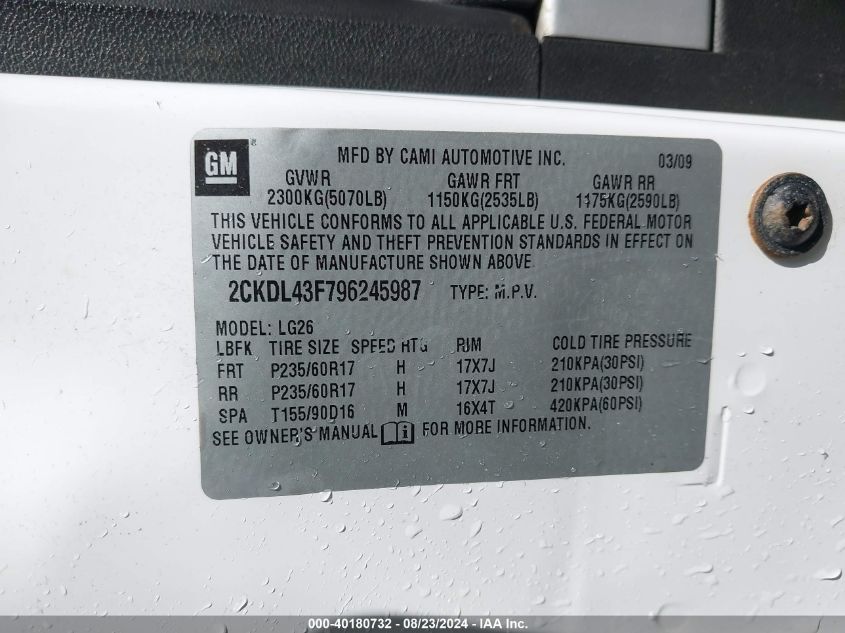 GM
MFD BY CAMI AUTOMOTIVE INC. 03/09
GVWR GAWR FRT GAWR RR
2300KG(5070LB) 1150KG(2535LB) 1175KG(2590LB)
THIS VEHICLE CONFORMS TO ALL APPLICABLE U.S. FEDERAL MOTOR
VEHICLE SAFETY AND THEFT PREVENTION STANDARDS IN EFFECT ON
THE DATE OF MANUFACTURE SHOWN ABOVE
2CKDL43F796245987 TYPE: M.P.V.
MODEL: LG26
LBFK TIRE SIZE SPEED RTG RIM COLD TIRE PRESSURE
FRT P235/60R17 H 17X7J 210KPA(30PSI)
RR P235/60R17 H 17X7J 210KPA(30PSI)
SPA T155/90D16 M 16X4T 420KPA(60PSI)
SEE OWNER'S MANUAL FOR MORE INFORMATION.
000-40180732 - 08/23/2024 - IAA Inc.